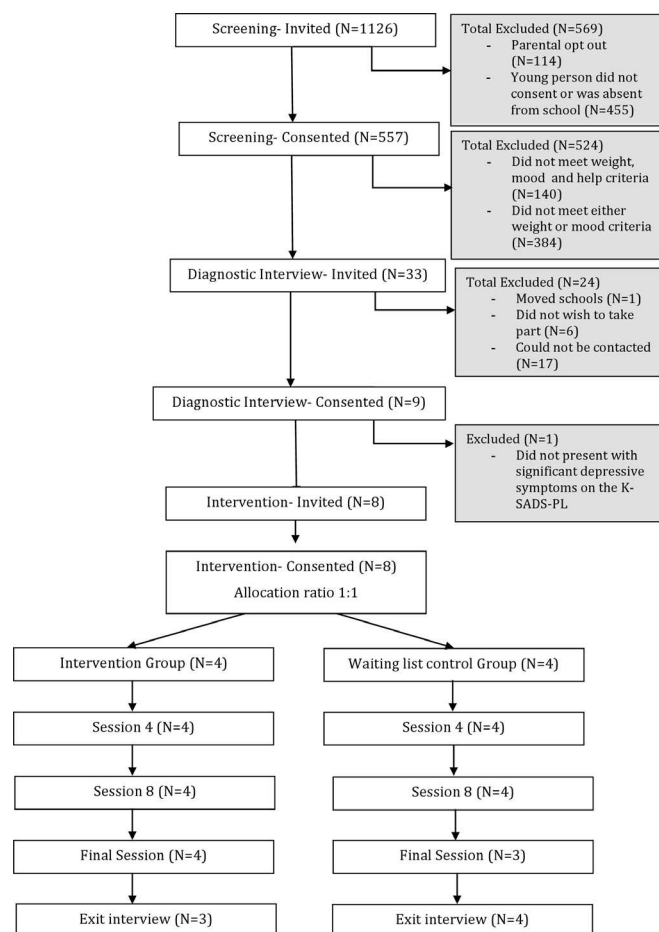 Screening- Invited (N=1126)
Total Excluded (N=569)
- Parental opt out
(N=114)
- Young person did not
consent or was absent
from school (N=455)
Screening- Consented (N=557)
Total Excluded (N=524)
- Did not meet weight,
mood and help criteria
(N=140)
- Did not meet either
weight or mood criteria
(N=384)
Diagnostic Interview- Invited (N=33)
Total Excluded (N=24)
- Moved schools (N=1)
- Did not wish to take
part (N=6)
- Could not be contacted
(N=17)
Diagnostic Interview- Consented (N=9)
Excluded (N=1)
- Did not present with
significant depressive
symptoms on the K-
SADS-PL
Intervention- Invited (N=8)
Intervention- Consented (N=8)
Allocation ratio 1:1
Intervention Group (N=4)
Waiting list control Group (N=4)
Session 4 (N=4)
Session 4 (N=4)
Session 8 (N=4)
Session 8 (N=4)
Final Session (N=4)
Final Session (N=3)
Exit interview (N=3)
Exit interview (N=4)